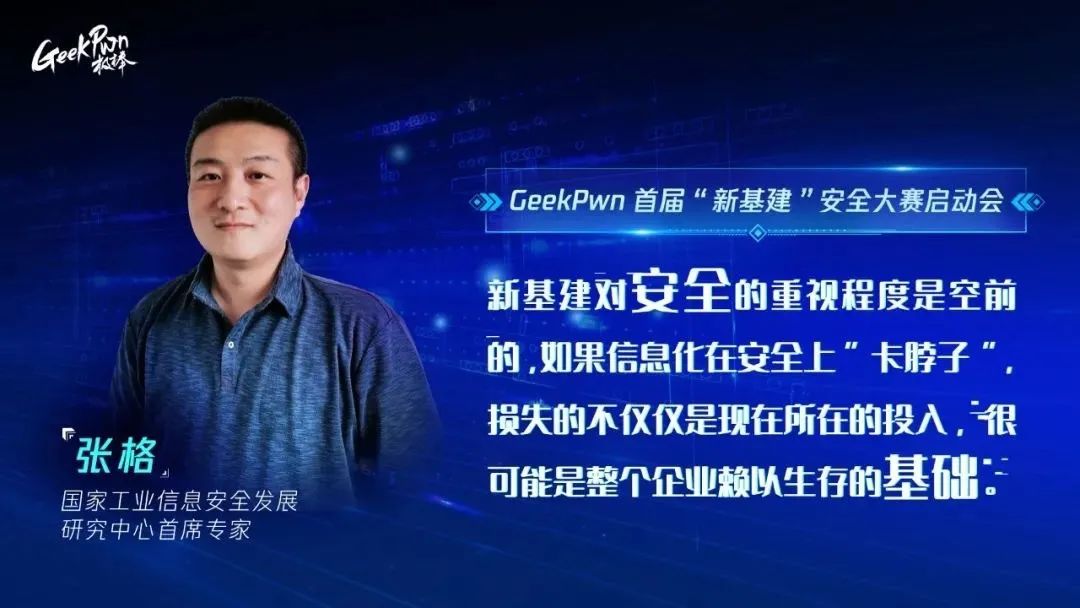 GeekPwn
极棒
GeekPwn 首届“新基建”安全大赛启动会
新基建对安全的重视程度是空前
的,如果信息化在安全上”卡脖子“,
损失的不仅仅是现在所在的投入,很
可能是整个企业赖以生存的基础。
张格
国家工业信息安全发展
研究中心首席专家